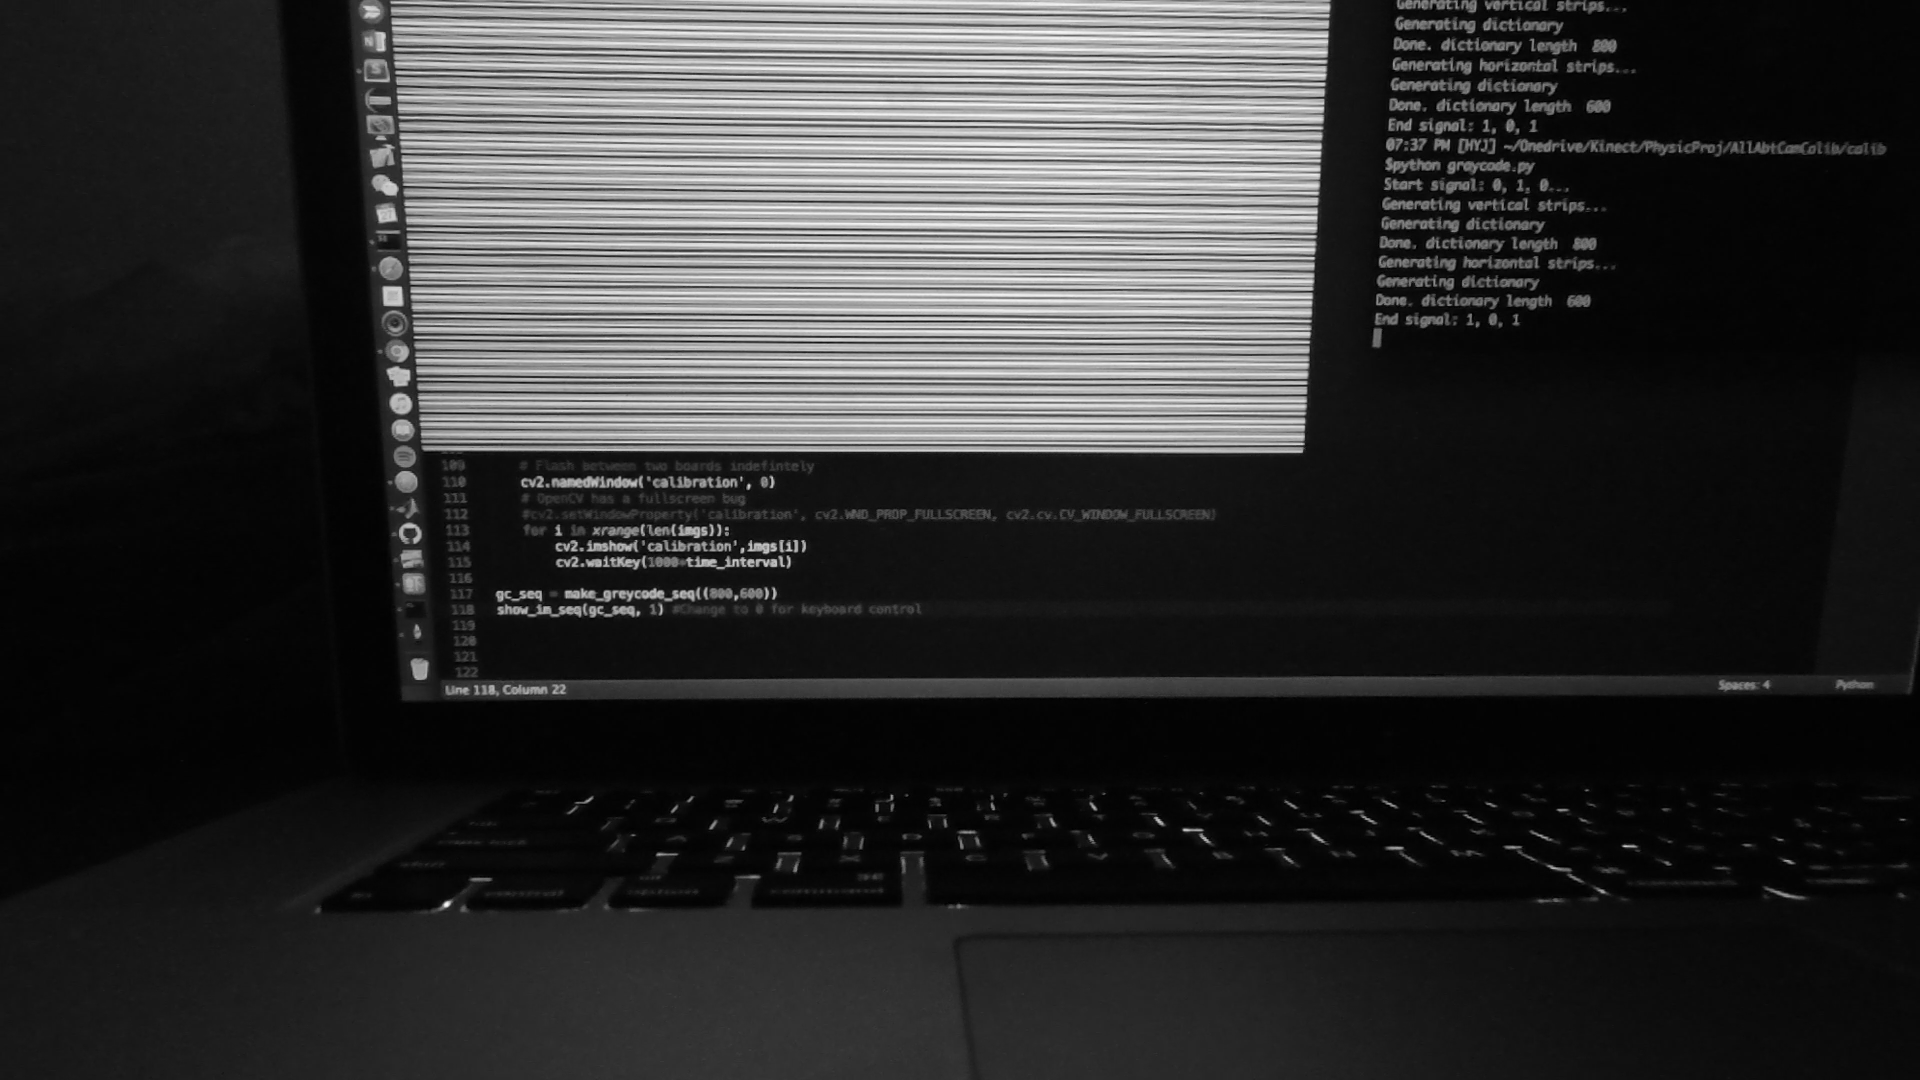 Generating vertical strips...
Generating dictionary
Done. dictionary length 800
Generating horizontal strips...
Generating dictionary
Done. dictionary length 600
End signal: 1, 0, 1
07:37 PM [HYJ] ~/Onedrive/Kinect/PhysicProj/AllAbtCamCalib/calib
$python graycode.py
Start signal: 0, 1, 0...
Generating vertical strips...
Generating dictionary
Done. dictionary length 800
Generating horizontal strips...
Generating dictionary
Done. dictionary length 600
End signal: 1, 0, 1
109 # Flash between two boards indefintely
110 cv2.namedWindow('calibration', 0)
111 # OpenCV has a fullscreen bug
112 #cv2.setWindowProperty('calibration', cv2.WND_PROP_FULLSCREEN, cv2.cv.CV_WINDOW_FULLSCREEN)
113 for i in xrange(len(imgs)):
114 cv2.imshow('calibration',imgs[i])
115 cv2.waitKey(1000*time_interval)
116
117 gc_seq = make_greycode_seq((800,600))
118 show_im_seq(gc_seq, 1) #Change to 0 for keyboard control
119
120
121
122
Line 118, Column 22
Spaces: 4
Python
W E R
A S D F
Z X C V B N M
control option command